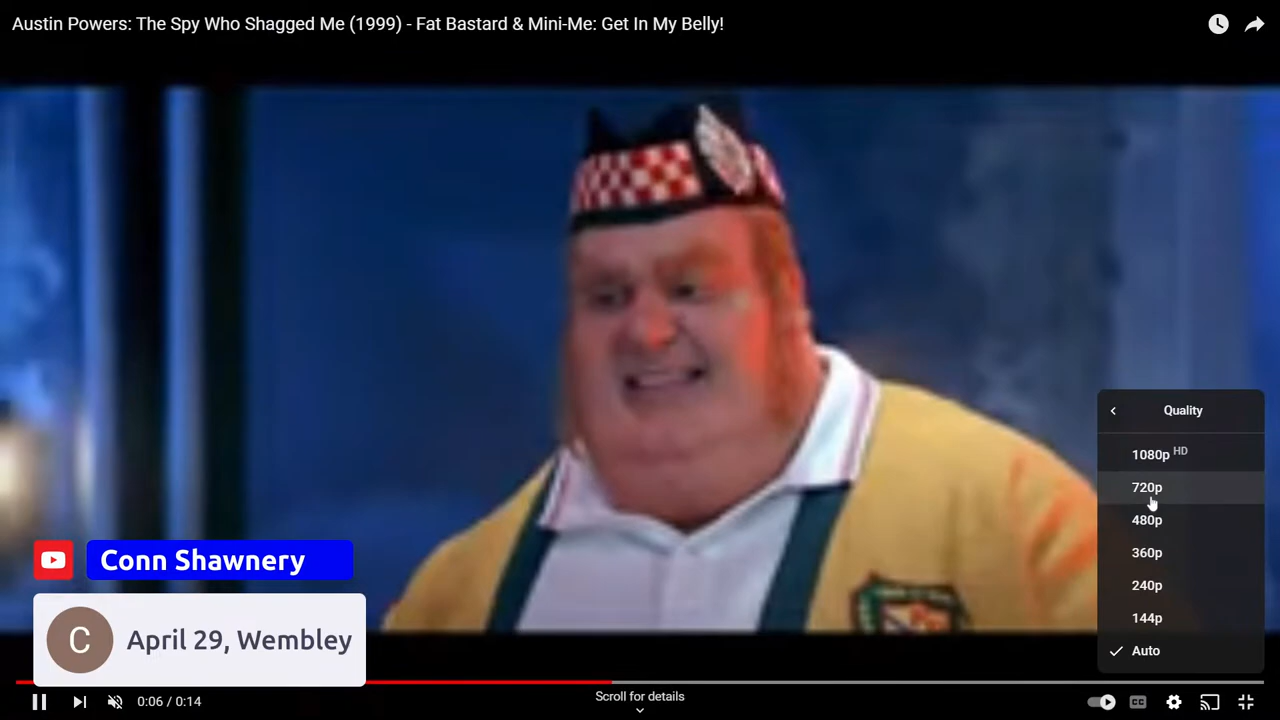 Austin Powers: The Spy Who Shagged Me (1999) - Fat Bastard & Mini-Me: Get In My Belly!
Quality
1080p HD
720p
480p
360p
240p
144p
Auto
Conn Shawnery
C
April 29, Wembley
0:06 / 0:14
Scroll for details
CC